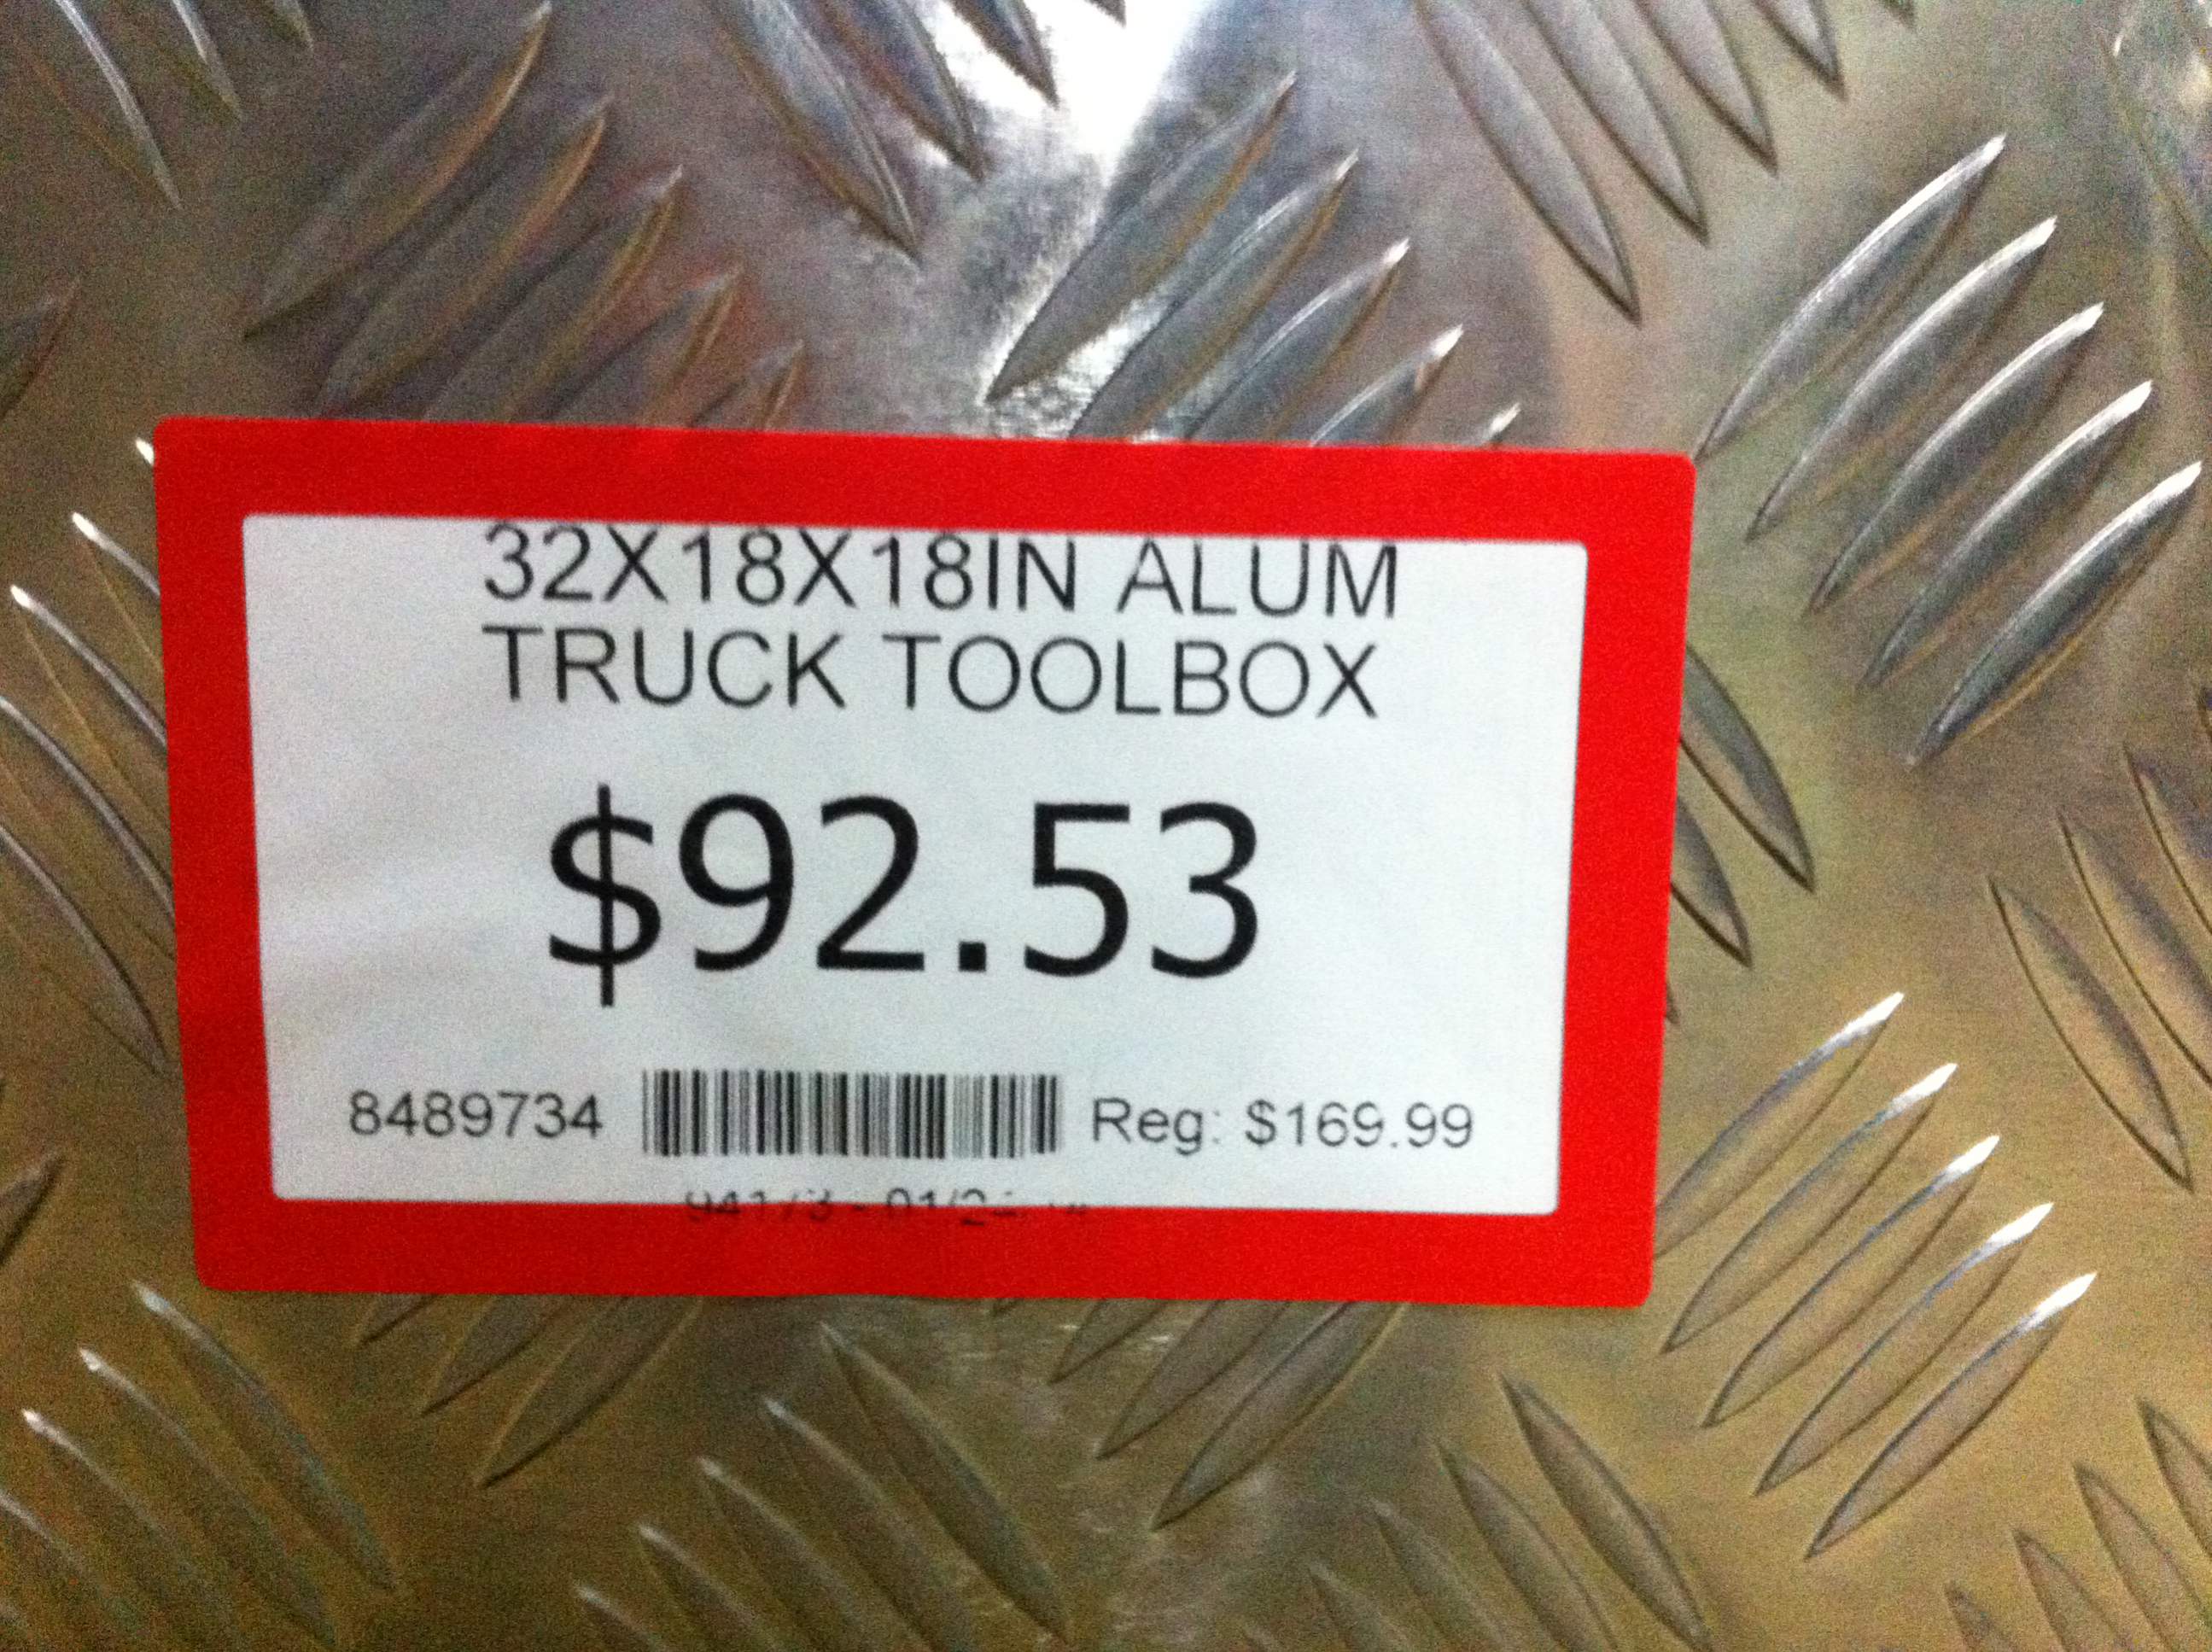 32X18X18IN ALUM
TRUCK TOOLBOX
$92.53
8489734 Reg: $169.99